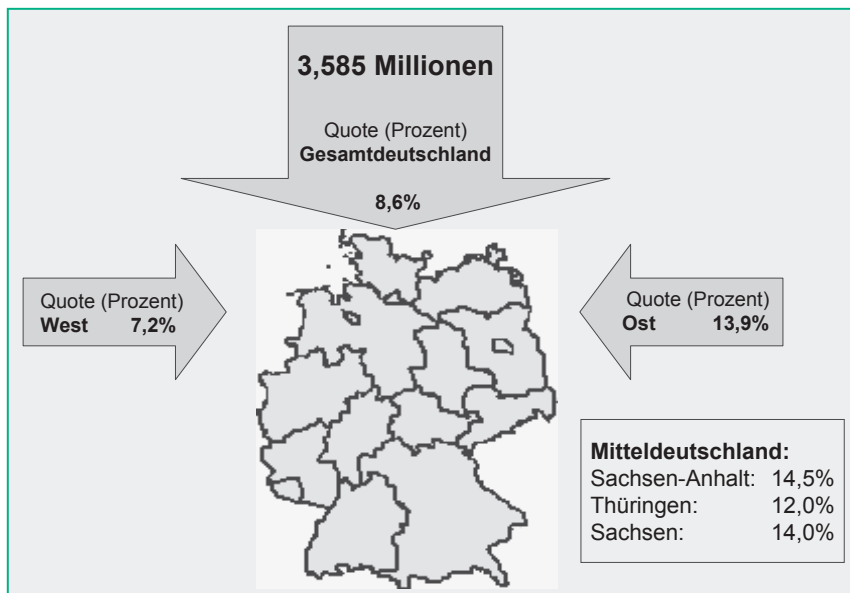 3,585 Millionen
Quote (Prozent)
Gesamtdeutschland
8,6%
Quote (Prozent)
West 7,2%
Quote (Prozent)
Ost 13,9%
Mitteldeutschland:
Sachsen-Anhalt: 14,5%
Thüringen: 12,0%
Sachsen: 14,0%